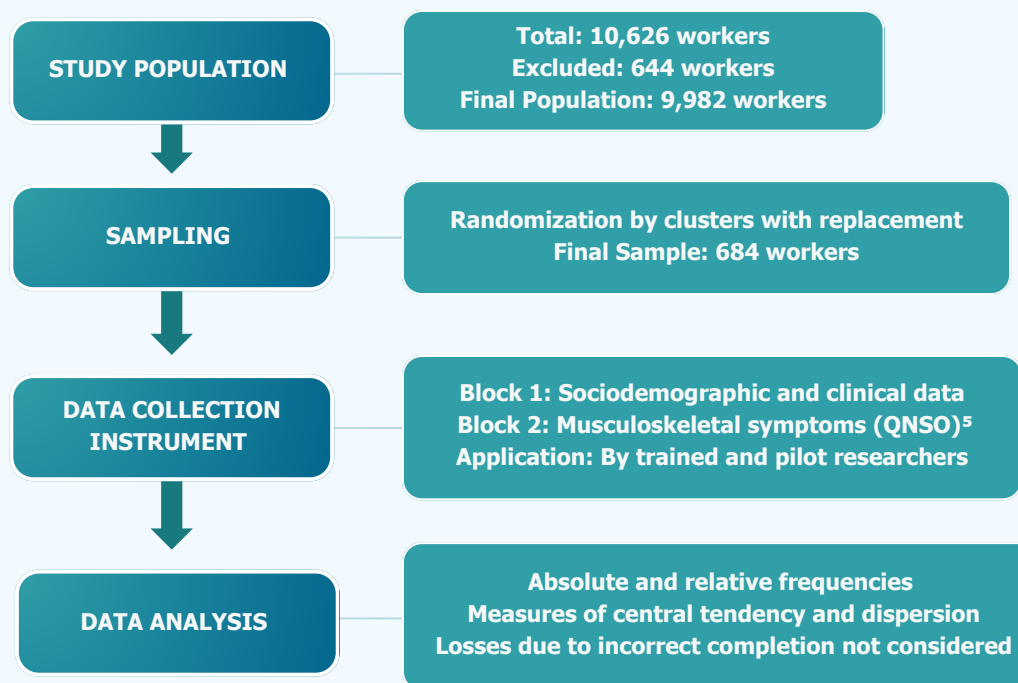 STUDY POPULATION
Total: 10,626 workers
Excluded: 644 workers
Final Population: 9,982 workers
SAMPLING
Randomization by clusters with replacement
Final Sample: 684 workers
DATA COLLECTION
INSTRUMENT
Block 1: Sociodemographic and clinical data
Block 2: Musculoskeletal symptoms (QNSO)⁵
Application: By trained and pilot researchers
DATA ANALYSIS
Absolute and relative frequencies
Measures of central tendency and dispersion
Losses due to incorrect completion not considered